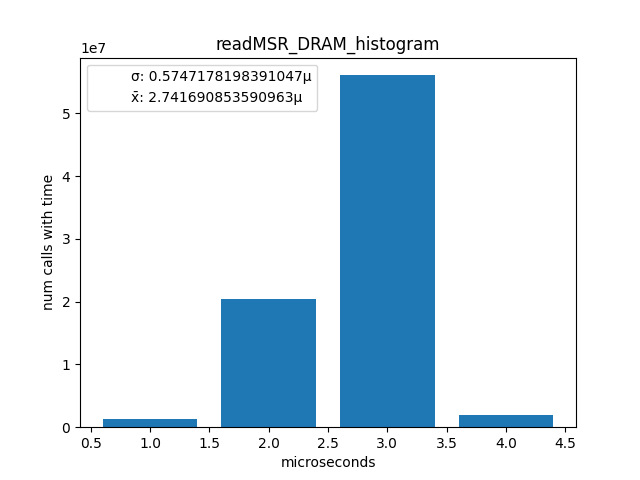 readMSR_DRAM_histogram
1e7
σ: 0.5747178198391047μ
x̄: 2.741690853590963μ
5
4
3
2
1
0
num calls with time
0.5 1.0 1.5 2.0 2.5 3.0 3.5 4.0 4.5
microseconds